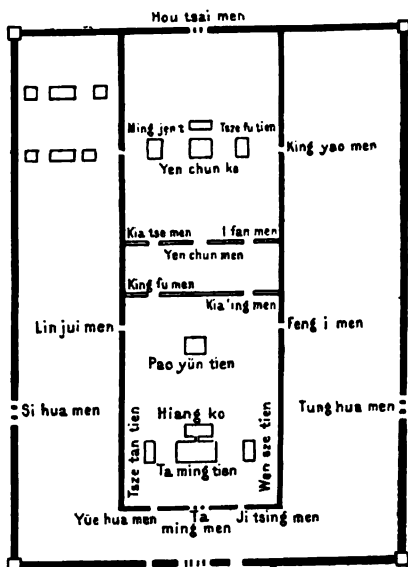 Hou tsai men
Ming jen t Tsze fu tien
King yao men
Yen chun ko
Kia tse men I fan men
Yen chun men
King fu men
Kia'ing men
Lin jui men Feng i men
Pao yün tien
Si hua men Tung hua men
Hiang ko
Tsze tan tien
Wen sze tien
Ta ming tien
Yüe hua men Ta Ji tsing men
ming men